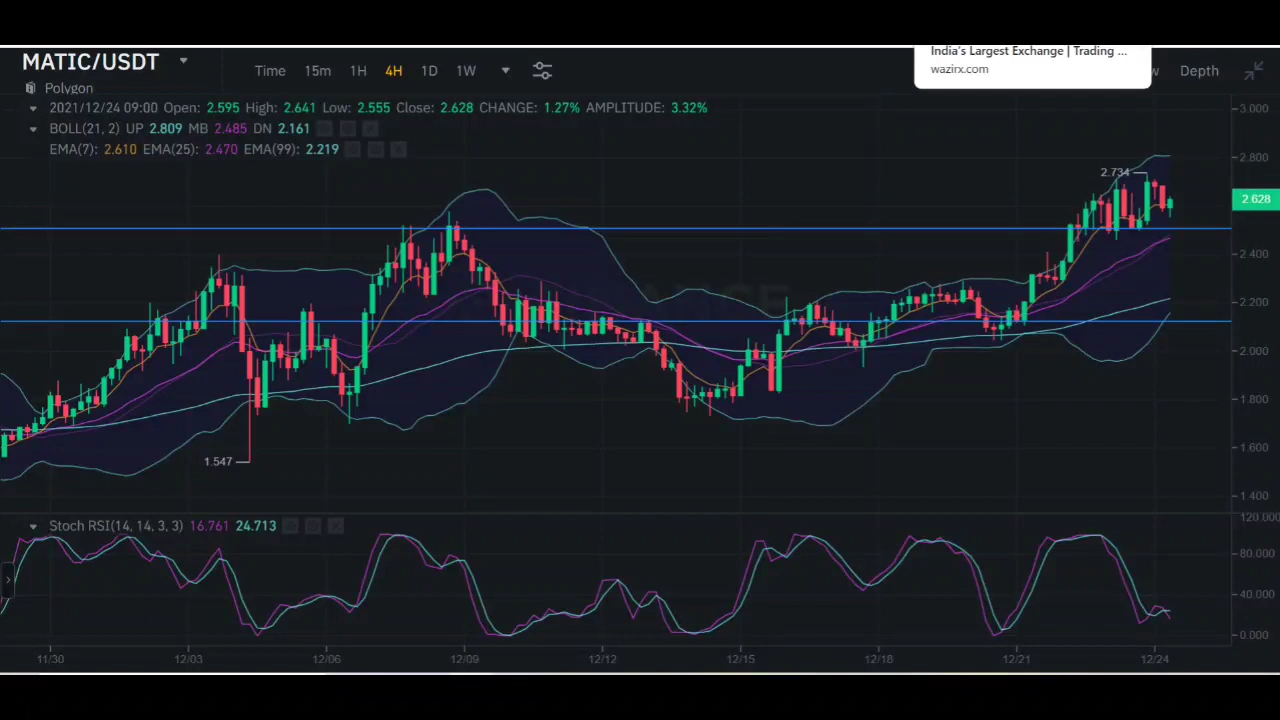 India's Largest Exchange | Trading ...
wazirx.com
MATIC/USDT
Polygon
Time 15m 1H 4H 1D 1W
Depth
2021/12/24 09:00 Open: 2.595 High: 2.641 Low: 2.555 Close: 2.628 CHANGE: 1.27% AMPLITUDE: 3.32%
BOLL(21, 2) UP 2.809 MB 2.485 DN 2.161
EMA(7): 2.610 EMA(25): 2.470 EMA(99): 2.219
3.000
2.800
2.734
2.628
2.400
2.200
2.000
1.800
1.600
1.547
1.400
Stoch RSI(14, 14, 3, 3) 16.761 24.713
120.000
80.000
40.000
0.000
11/30 12/03 12/06 12/09 12/12 12/15 12/18 12/21 12/24